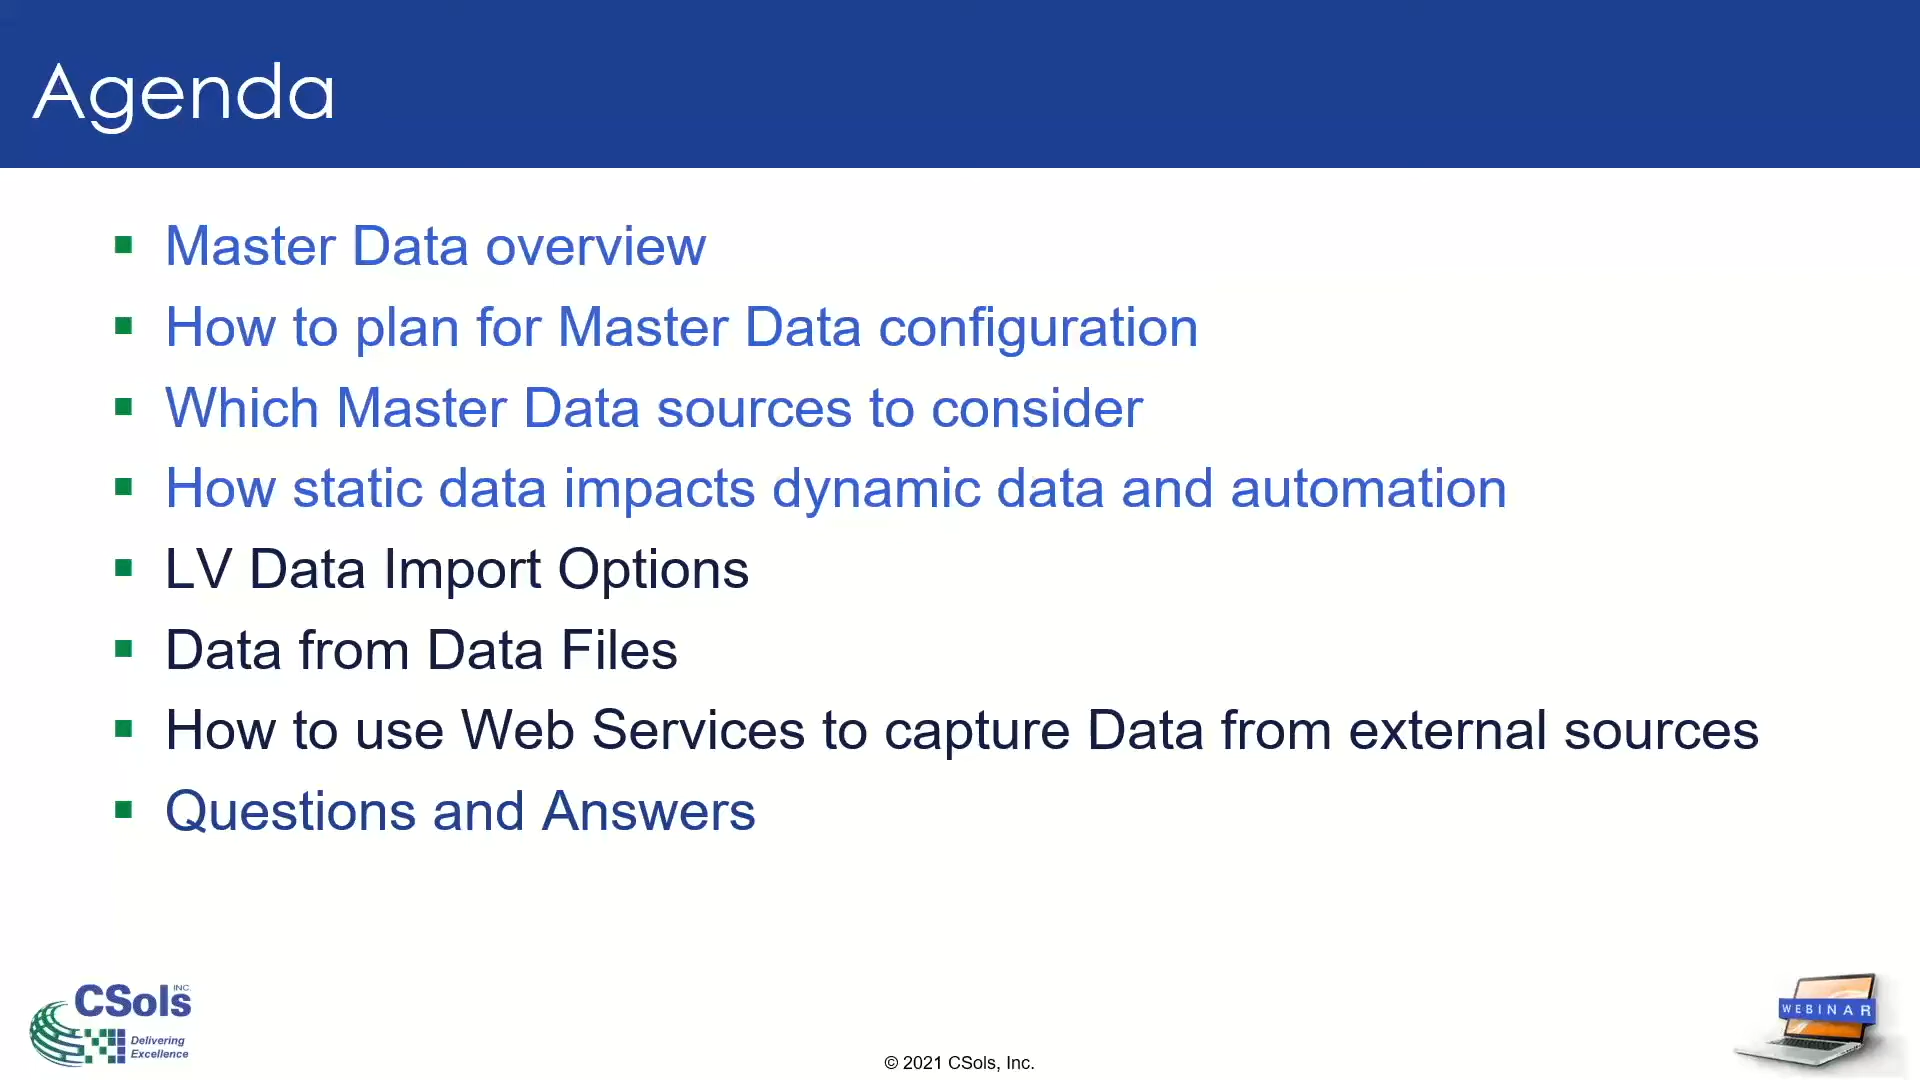 Agenda
Master Data overview
How to plan for Master Data configuration
Which Master Data sources to consider
How static data impacts dynamic data and automation
LV Data Import Options
Data from Data Files
How to use Web Services to capture Data from external sources
Questions and Answers
CSols INC.
Delivering
Excellence
© 2021 CSols, Inc.
WEBINAR